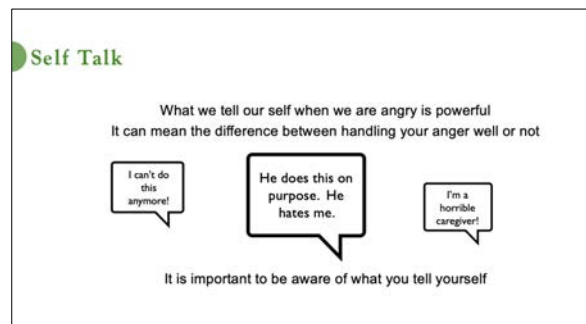 Self Talk
What we tell our self when we are angry is powerful
It can mean the difference between handling your anger well or not
I can't do
this
anymore!
He does this on
purpose. He
hates me.
I'm a
horrible
caregiver!
It is important to be aware of what you tell yourself